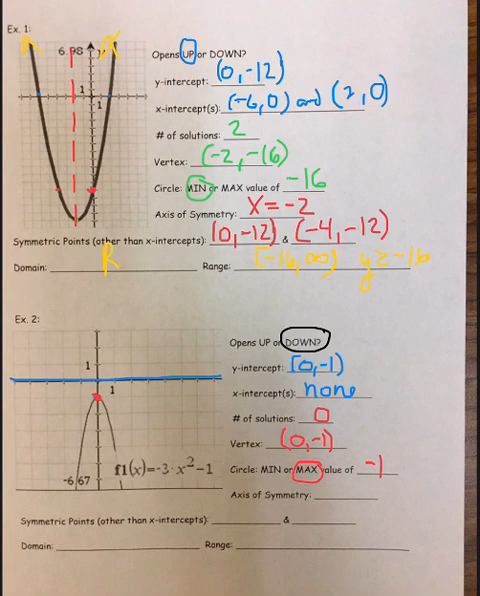 Ex. 1:
6.98 y
1
1
Opens UP or DOWN?
y-intercept: (0,-12)
x-intercept(s): (-6,0) and (2,0)
# of solutions: 2
Vertex: (-2,-16)
Circle: MIN or MAX value of -16
Axis of Symmetry: X=-2
Symmetric Points (other than x-intercepts): (0,-12) & (-4,-12)
Domain: R Range: [-16,∞) y≥-16
Ex. 2:
1
1
-6.67
f1(x)=-3·x²-1
Opens UP or DOWN?
y-intercept: (0,-1)
x-intercept(s): none
# of solutions: 0
Vertex: (0,-1)
Circle: MIN or MAX value of -1
Axis of Symmetry:
Symmetric Points (other than x-intercepts): &
Domain: Range: